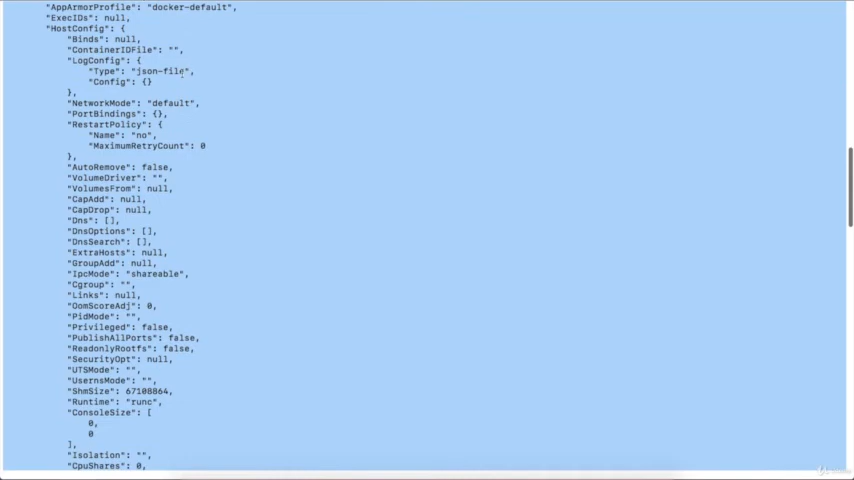 "AppArmorProfile": "docker-default",
"ExecIDs": null,
"HostConfig": {
"Binds": null,
"ContainerIDFile": "",
"LogConfig": {
"Type": "json-file",
"Config": {}
},
"NetworkMode": "default",
"PortBindings": {},
"RestartPolicy": {
"Name": "no",
"MaximumRetryCount": 0
},
"AutoRemove": false,
"VolumeDriver": "",
"VolumesFrom": null,
"CapAdd": null,
"CapDrop": null,
"Dns": [],
"DnsOptions": [],
"DnsSearch": [],
"ExtraHosts": null,
"GroupAdd": null,
"IpcMode": "shareable",
"Cgroup": "",
"Links": null,
"OomScoreAdj": 0,
"PidMode": "",
"Privileged": false,
"PublishAllPorts": false,
"ReadonlyRootfs": false,
"SecurityOpt": null,
"UTSMode": "",
"UsernsMode": "",
"ShmSize": 67108864,
"Runtime": "runc",
"ConsoleSize": [
0,
0
],
"Isolation": "",
"CpuShares": 0,